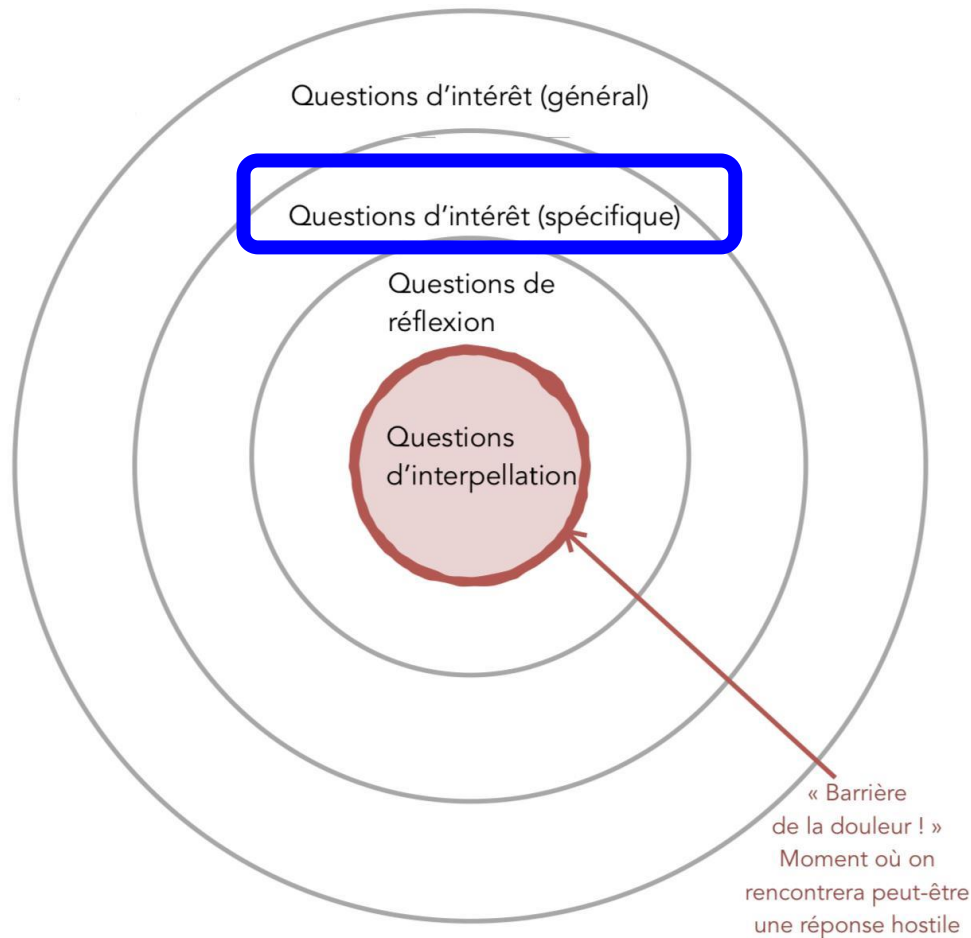 Questions d’intérêt (général)
Questions d’intérêt (spécifique)
Questions de
réflexion
Questions
d’interpellation
« Barrière
de la douleur ! »
Moment où on
rencontrera peut-être
une réponse hostile